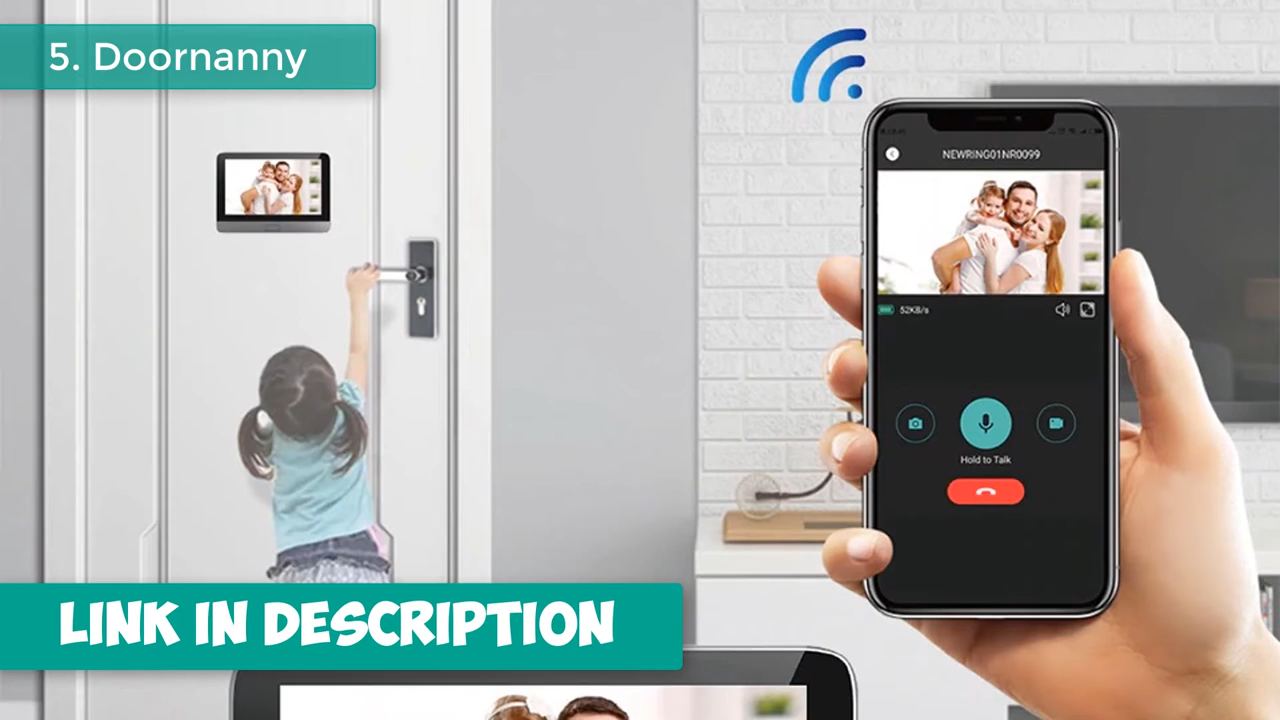 5. Doornanny
NEWRING01NR0099
52KB/s
Hold to Talk
LINK IN DESCRIPTION